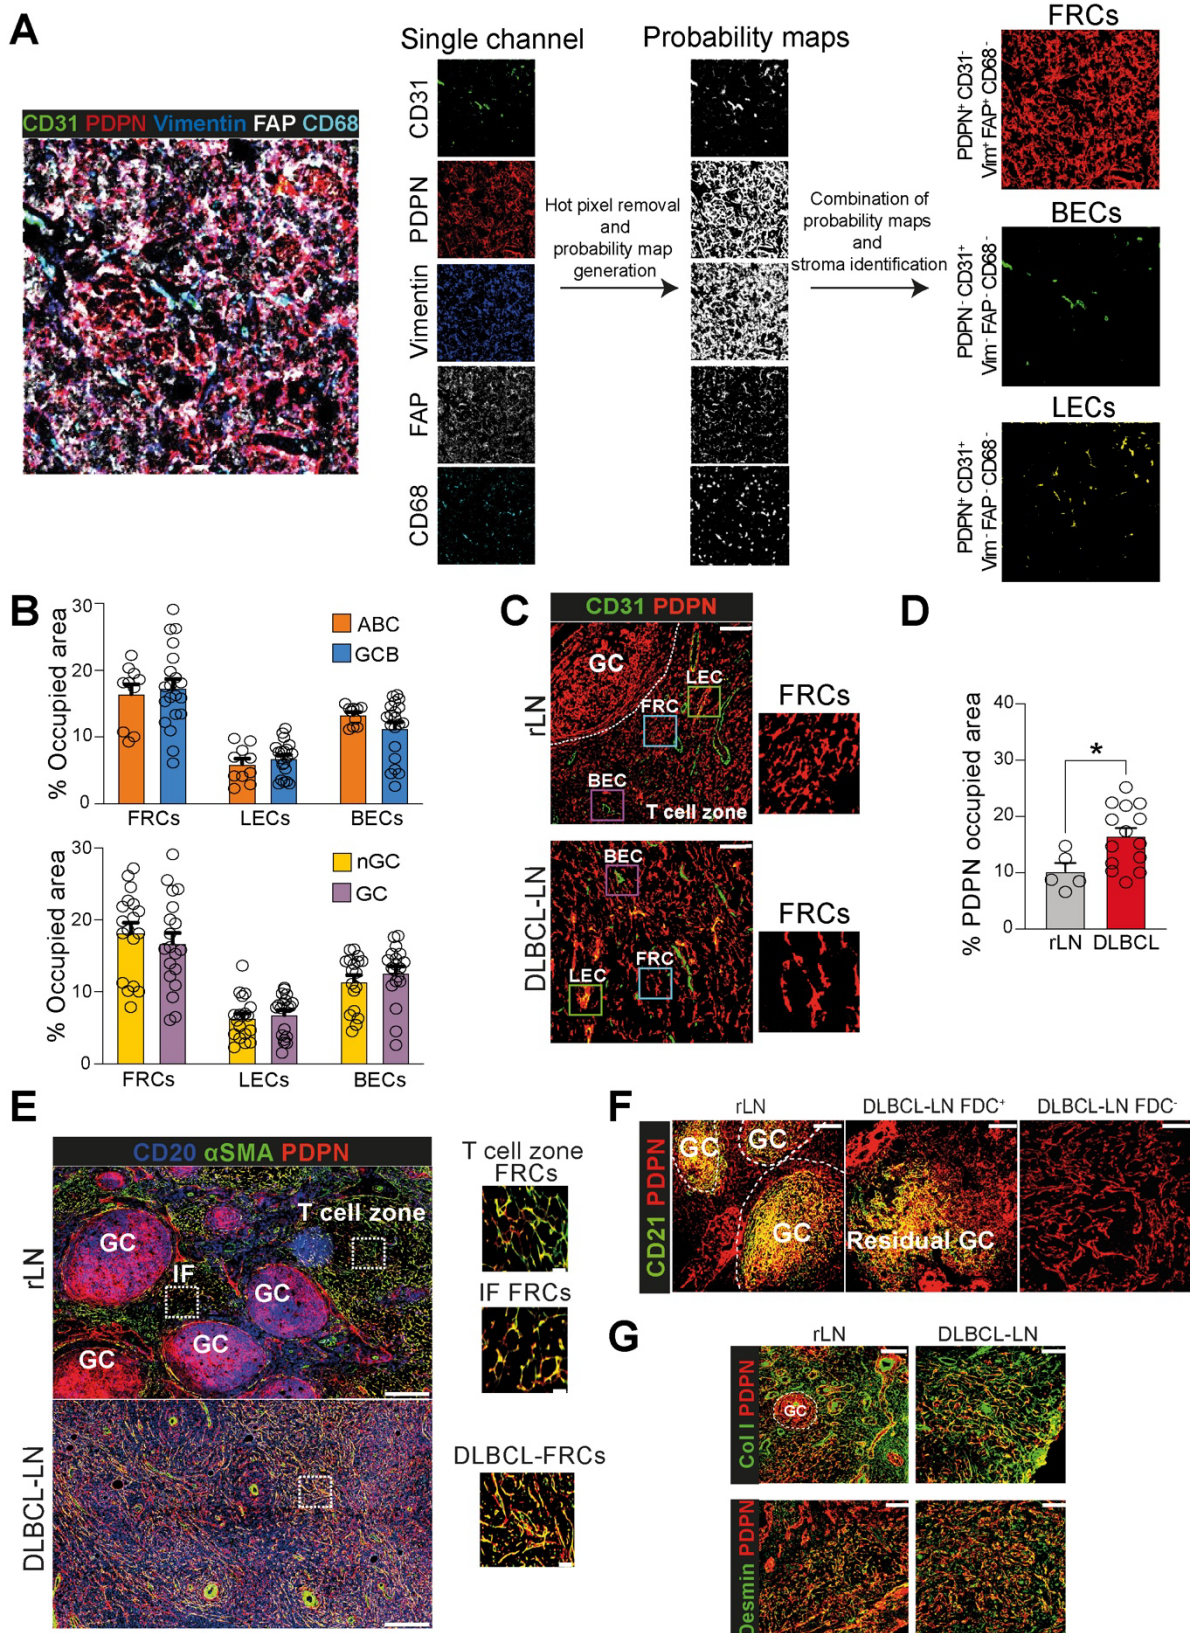 A
CD31 PDPN Vimentin FAP CD68
Single channel
CD31
PDPN
Vimentin
FAP
CD68
Hot pixel removal
and
probability map
generation
Probability maps
Combination of
probability maps
and
stroma identification
FRCs
PDPN⁺ CD31⁻
Vim⁺ FAP⁺ CD68⁻
BECs
PDPN⁻ CD31⁺
Vim⁻ FAP⁻ CD68⁻
LECs
PDPN⁺ CD31⁺
Vim⁻ FAP⁻ CD68⁻
B
% Occupied area
30
20
10
0
ABC
GCB
FRCs LECs BECs
% Occupied area
30
20
10
0
nGC
GC
FRCs LECs BECs
C
CD31 PDPN
rLN
GC
LEC
FRC
BEC
T cell zone
FRCs
DLBCL-LN
BEC
FRC
LEC
FRCs
D
% PDPN occupied area
40
30
20
10
0
*
rLN DLBCL
E
CD20 αSMA PDPN
rLN
GC
T cell zone
IF
GC
GC
GC
DLBCL-LN
T cell zone
FRCs
IF FRCs
DLBCL-FRCs
F
CD21 PDPN
rLN
DLBCL-LN FDC⁺
DLBCL-LN FDC⁻
GC
GC
GC
Residual GC
G
rLN
DLBCL-LN
Col I PDPN
GC
Desmin PDPN